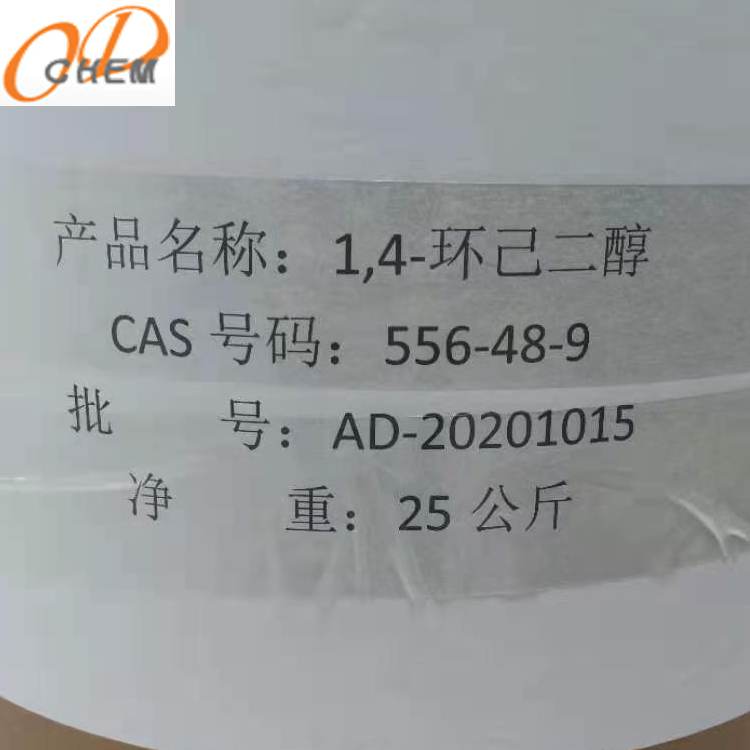 CHEM
产品名称：1,4-环己二醇
CAS 号码：556-48-9
批 号：AD-20201015
净 重：25 公斤